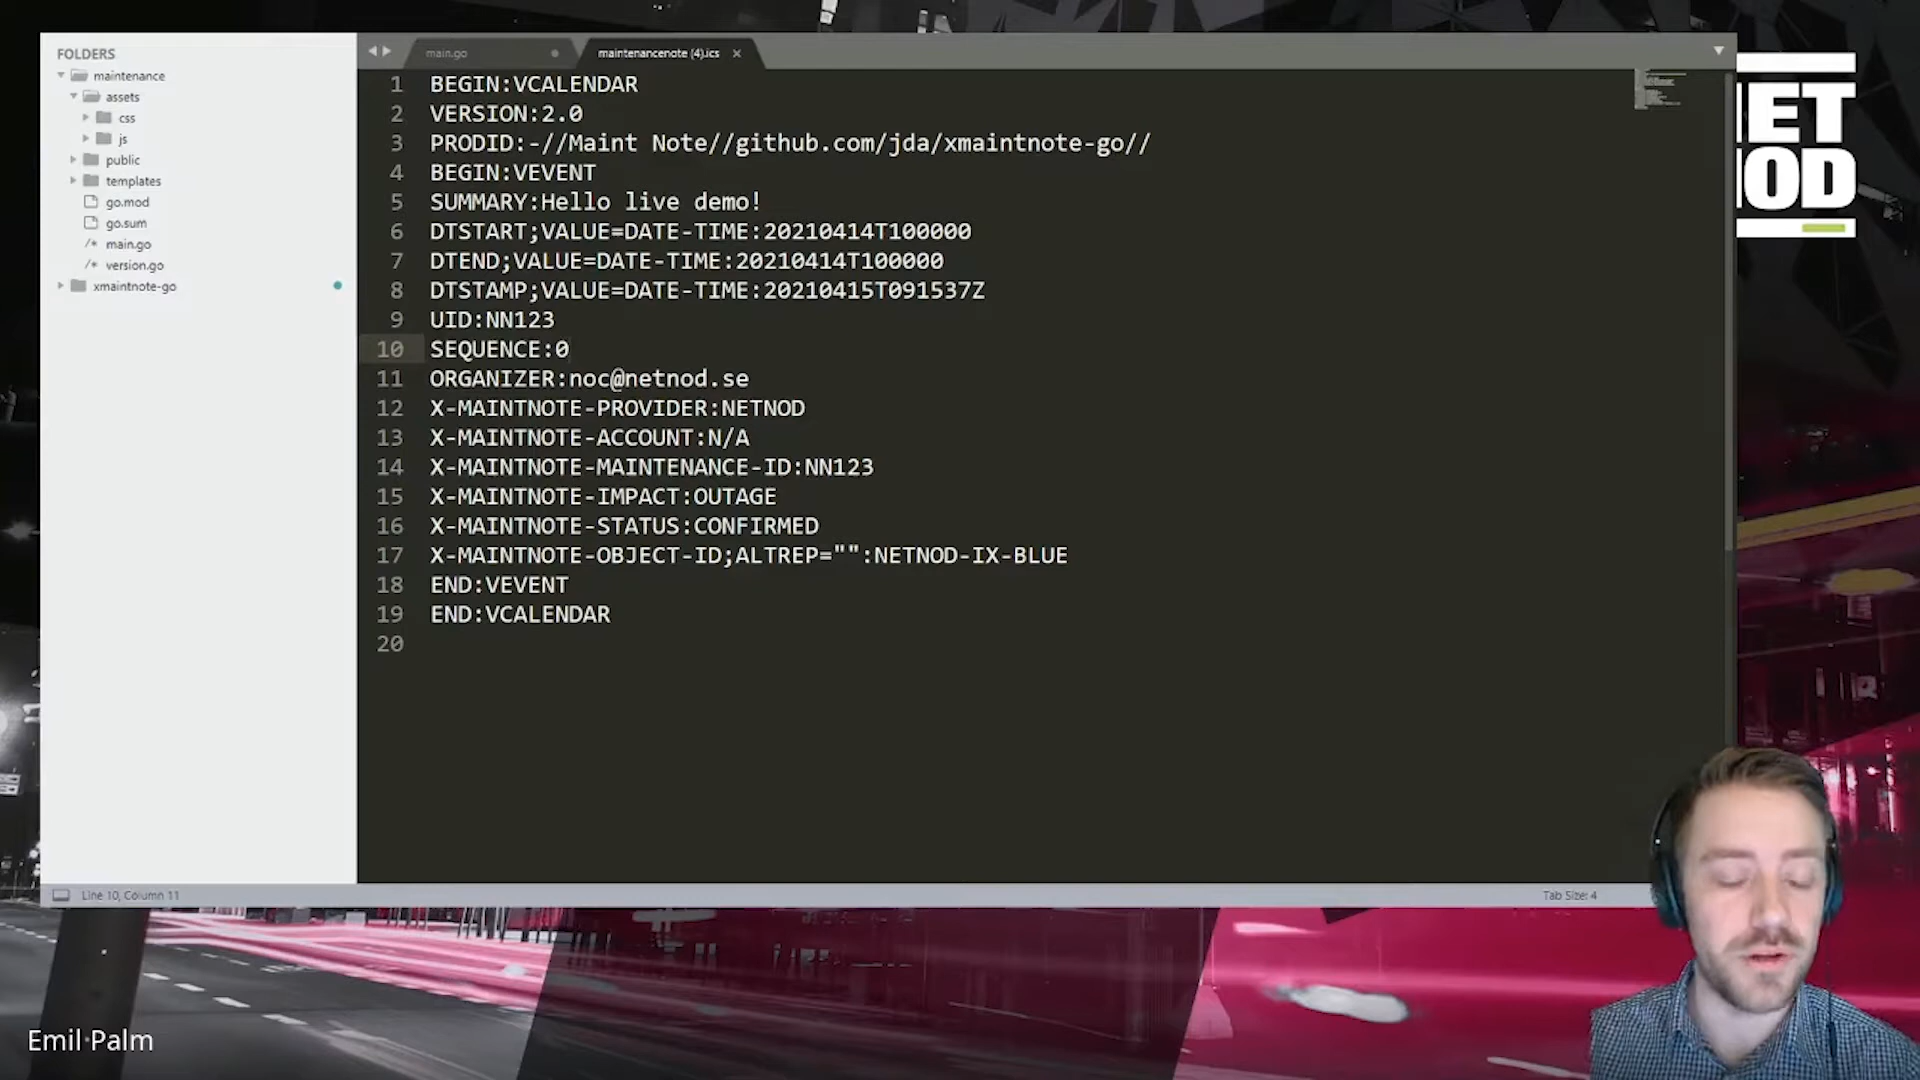 FOLDERS
maintenance
assets
css
js
public
templates
go.mod
go.sum
/* main.go
/* version.go
xmaintnote-go
main.go
maintenancenote (4).ics ×
1 BEGIN:VCALENDAR
2 VERSION:2.0
3 PRODID:-//Maint Note//github.com/jda/xmaintnote-go//
4 BEGIN:VEVENT
5 SUMMARY:Hello live demo!
6 DTSTART;VALUE=DATE-TIME:20210414T100000
7 DTEND;VALUE=DATE-TIME:20210414T100000
8 DTSTAMP;VALUE=DATE-TIME:20210415T091537Z
9 UID:NN123
10 SEQUENCE:0
11 ORGANIZER:noc@netnod.se
12 X-MAINTNOTE-PROVIDER:NETNOD
13 X-MAINTNOTE-ACCOUNT:N/A
14 X-MAINTNOTE-MAINTENANCE-ID:NN123
15 X-MAINTNOTE-IMPACT:OUTAGE
16 X-MAINTNOTE-STATUS:CONFIRMED
17 X-MAINTNOTE-OBJECT-ID;ALTREP="":NETNOD-IX-BLUE
18 END:VEVENT
19 END:VCALENDAR
20
Line 10, Column 11
Tab Size: 4
NET
NOD
Emil Palm